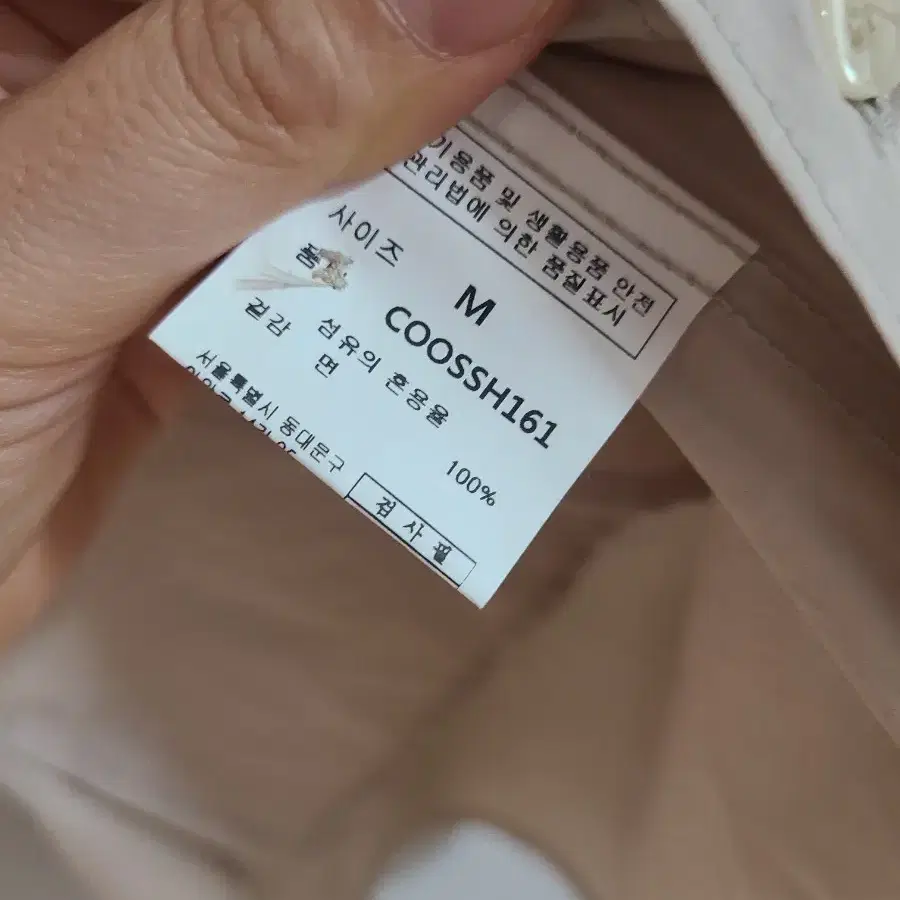 기용품 및 생활용품 안전
관리법에 의한 품질표시
사이즈 M
품 COOSSH161
섬유의 혼용율
겉감 면 100%
서울특별시 동대문구
검사필